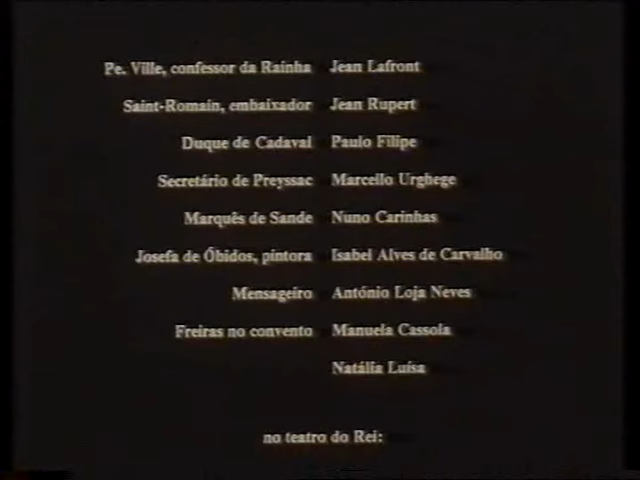 Pe. Ville, confessor da Rainha Jean Lafront
Saint-Romain, embaixador Jean Rupert
Duque de Cadaval Paulo Filipe
Secretário de Preyssac Marcello Urghege
Marquês de Sande Nuno Carinhas
Josefa de Óbidos, pintora Isabel Alves de Carvalho
Mensageiro António Loja Neves
Freiras no convento Manuela Cassola
Natália Luísa
no teatro do Rei: